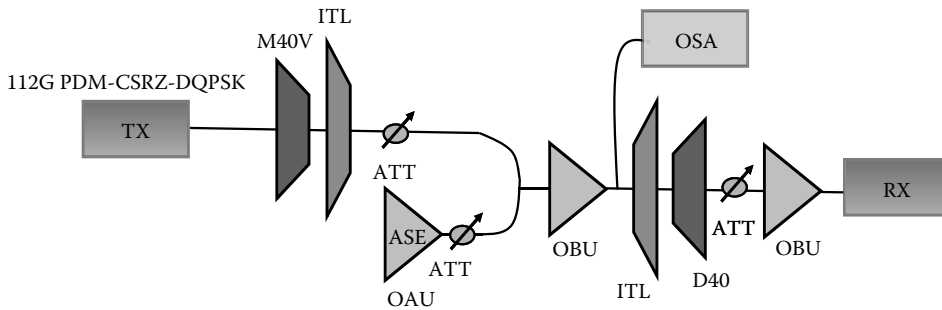 ITL
M40V
112G PDM-CSRZ-DQPSK
TX
ATT
ASE
ATT
OAU
OBU
OSA
ITL
D40
ATT
OBU
RX